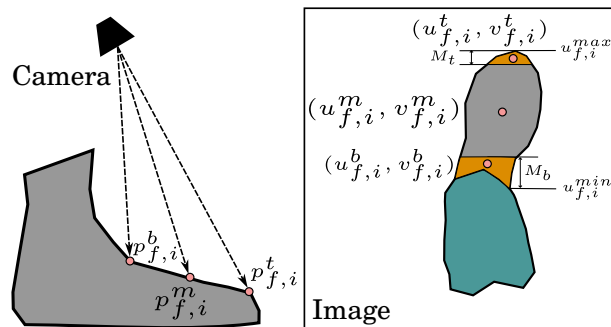 Camera
p^b_{f,i}
p^m_{f,i}
p^t_{f,i}
(u^t_{f,i}, v^t_{f,i})
M_t
u^{max}_{f,i}
(u^m_{f,i}, v^m_{f,i})
(u^b_{f,i}, v^b_{f,i})
M_b
u^{min}_{f,i}
Image